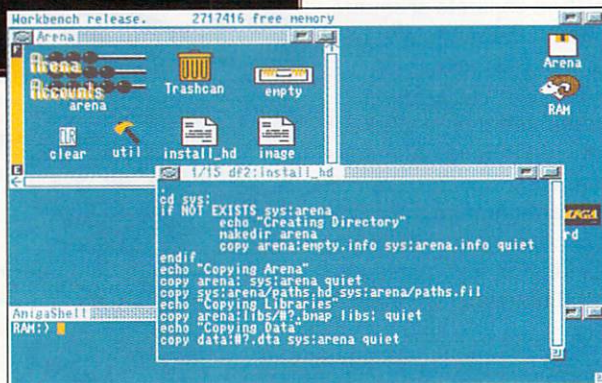 Workbench release. 2717416 free memory
Arena
Arena
Accounts
arena
Trashcan
empty
Arena
RAM
clear
util
install_hd
image
F
E
1/15 df2:install_hd
.
cd sys:
if NOT EXISTS sys:arena
echo "Creating Directory"
makedir arena
copy arena:empty.info sys:arena.info quiet
endif
echo "Copying Arena"
copy arena: sys:arena quiet
copy sys:arena/paths.hd sys:arena/paths.fil
echo "Copying Libraries"
copy arena:libs/#?.bmap libs: quiet
echo "Copying Data"
copy data:#?.dta sys:arena quiet
AmigaShell
RAM:>